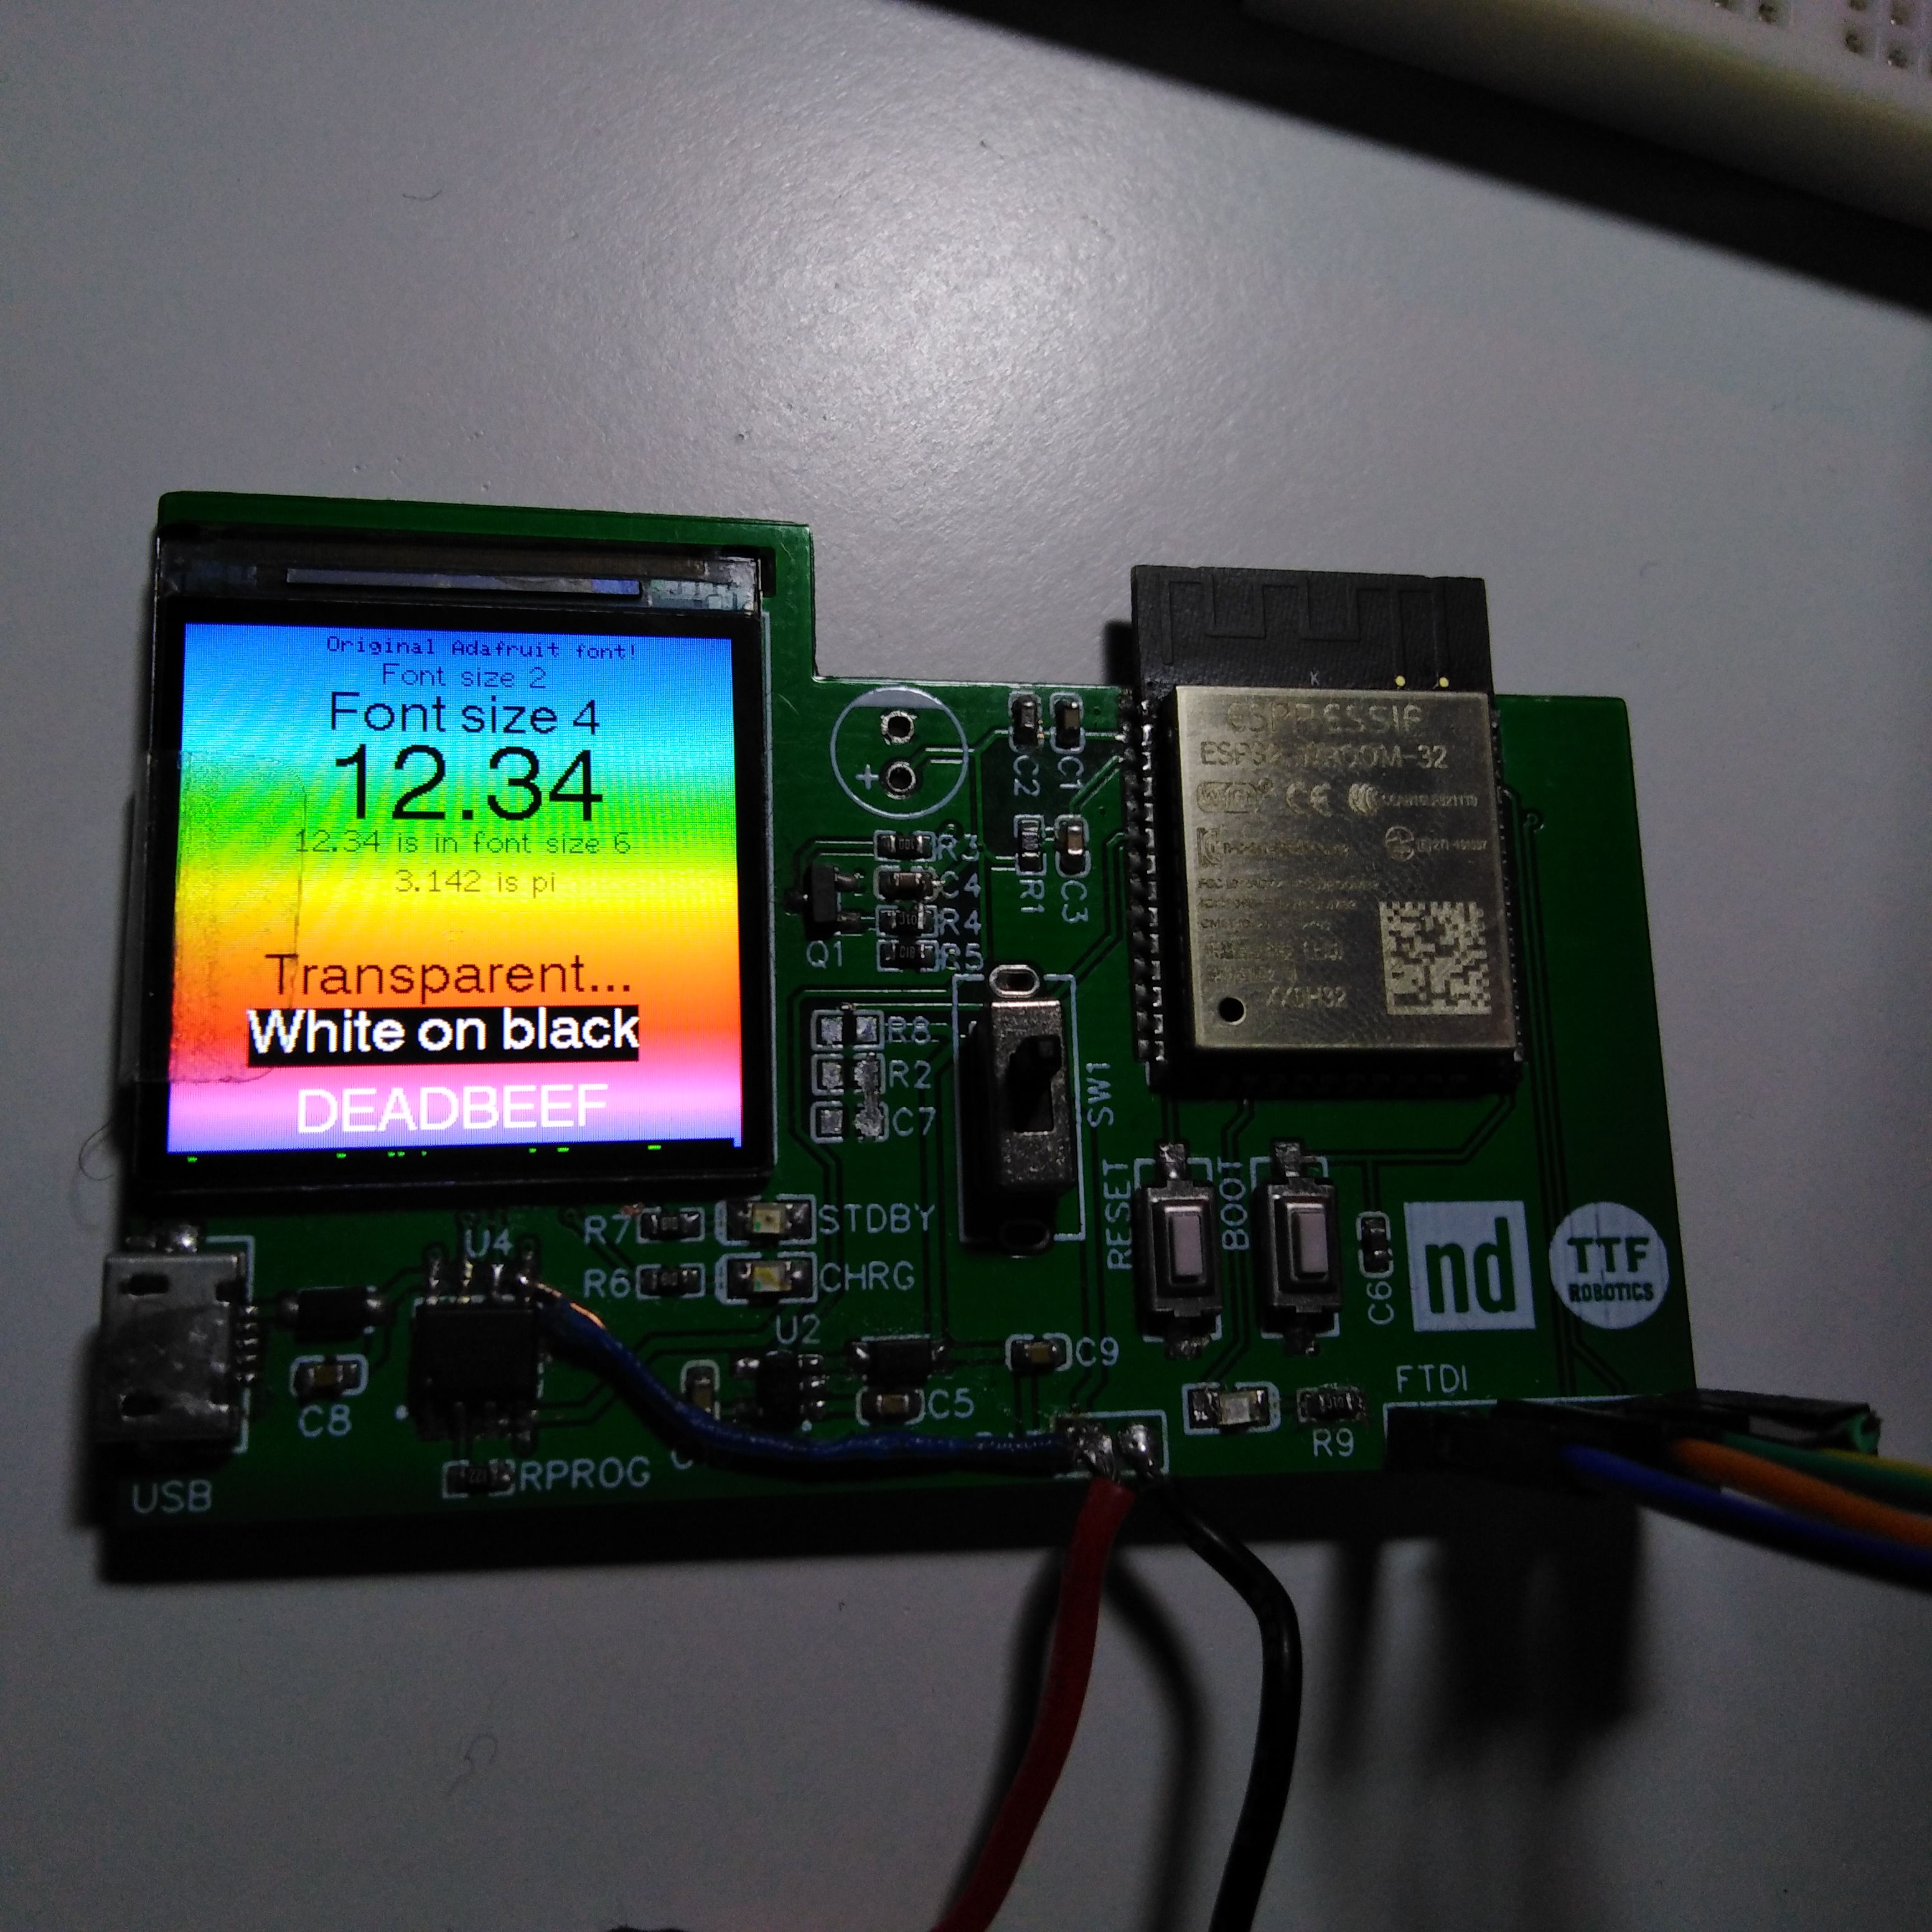 Original Adafruit font!
Font size 2
Font size 4
12.34
12.34 is in font size 6
3.142 is pi
Transparent...
White on black
DEADBEEF
+
C2
C1
R3
C4
R4
R5
Q1
R1
C3
R8
R2
C7
SW1
K
ESPRESSIF
ESP32-WROOM-32
CE
XX0H32
R7
STDBY
R6
CHRG
U4
U2
RESET
BOOT
C6
nd
TTF
ROBOTICS
C8
USB
RPROG
C5
C9
R9
FTDI